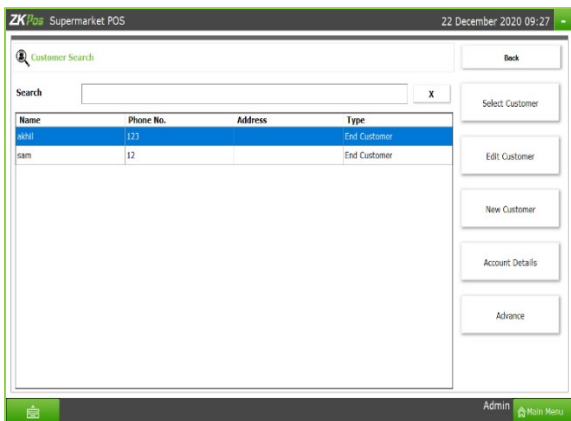 ZKPos Supermarket POS 22 December 2020 09:27 -
Customer Search
Back
Search X
Select Customer
Name Phone No. Address Type
akhil 123 End Customer
sam 12 End Customer
Edit Customer
New Customer
Account Details
Advance
Admin Main Menu